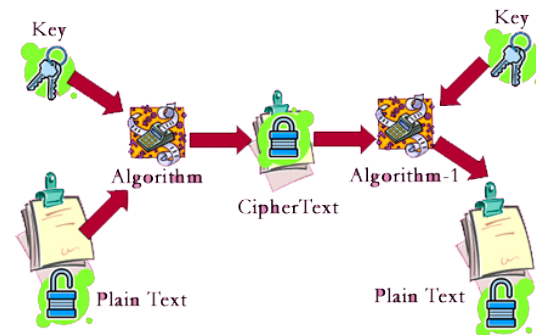 Key
Key
Algorithm
Algorithm-1
CipherText
Plain Text
Plain Text